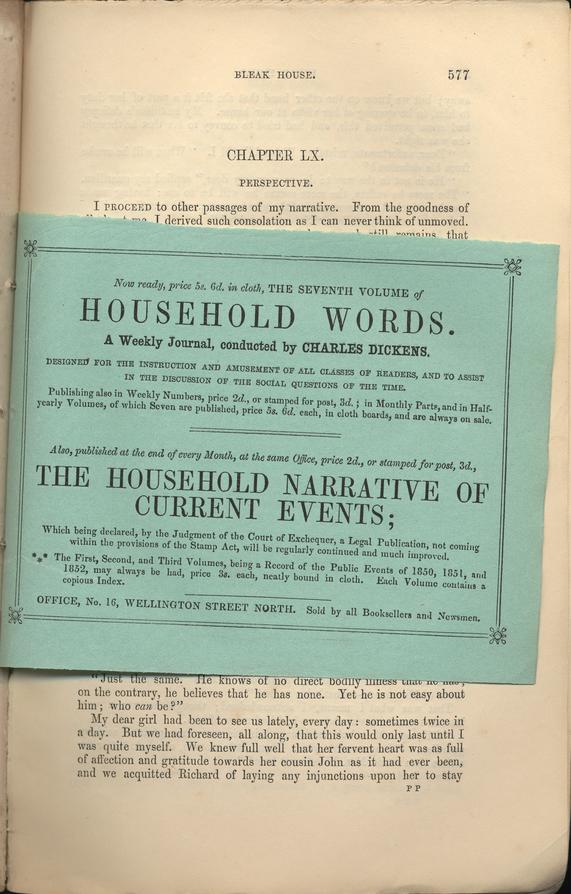 BLEAK HOUSE. 577
CHAPTER LX.
PERSPECTIVE.
I PROCEED to other passages of my narrative. From the goodness of
I derived such consolation as I can never think of unmoved.
still remains, that
Now ready, price 5s. 6d. in cloth, THE SEVENTH VOLUME of
HOUSEHOLD WORDS.
A Weekly Journal, conducted by CHARLES DICKENS.
DESIGNED FOR THE INSTRUCTION AND AMUSEMENT OF ALL CLASSES OF READERS, AND TO ASSIST
IN THE DISCUSSION OF THE SOCIAL QUESTIONS OF THE TIME.
Publishing also in Weekly Numbers, price 2d., or stamped for post, 3d.; in Monthly Parts, and in Half-
yearly Volumes, of which Seven are published, price 5s. 6d. each, in cloth boards, and are always on sale.
Also, published at the end of every Month, at the same Office, price 2d., or stamped for post, 3d.,
THE HOUSEHOLD NARRATIVE OF
CURRENT EVENTS;
Which being declared, by the Judgment of the Court of Exchequer, a Legal Publication, not coming
within the provisions of the Stamp Act, will be regularly continued and much improved.
*** The First, Second, and Third Volumes, being a Record of the Public Events of 1850, 1851, and
1852, may always be had, price 3s. each, neatly bound in cloth. Each Volume contains a
copious Index.
OFFICE, No. 16, WELLINGTON STREET NORTH. Sold by all Booksellers and Newsmen.
"Just the same. He knows of no direct bodily illness that he has;
on the contrary, he believes that he has none. Yet he is not easy about
him; who can be?"
My dear girl had been to see us lately, every day: sometimes twice in
a day. But we had foreseen, all along, that this would only last until I
was quite myself. We knew full well that her fervent heart was as full
of affection and gratitude towards her cousin John as it had ever been,
and we acquitted Richard of laying any injunctions upon her to stay
P P